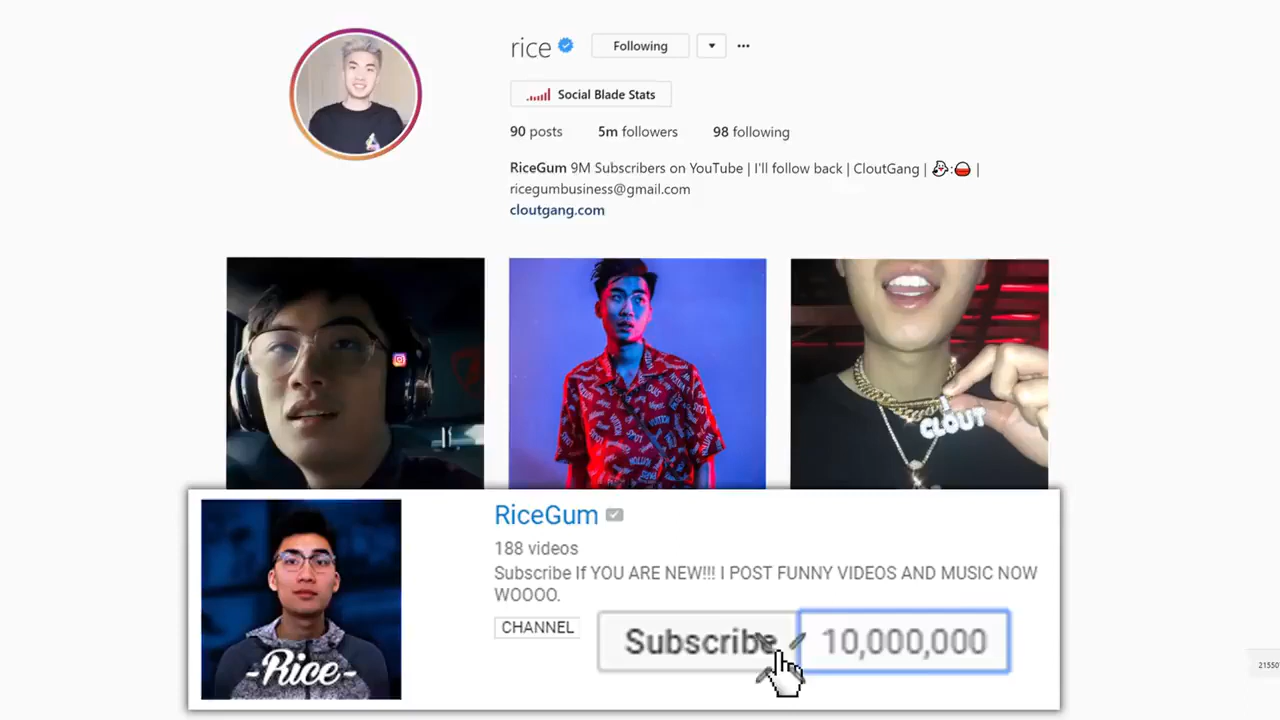 rice Following
Social Blade Stats
90 posts 5m followers 98 following
RiceGum 9M Subscribers on YouTube | I'll follow back | CloutGang | 👻:🍚 |
ricegumbusiness@gmail.com
cloutgang.com
CLOUT
RiceGum
188 videos
Subscribe If YOU ARE NEW!!! I POST FUNNY VIDEOS AND MUSIC NOW
WOOOO.
CHANNEL
Subscribe 10,000,000
-Rice-
21550